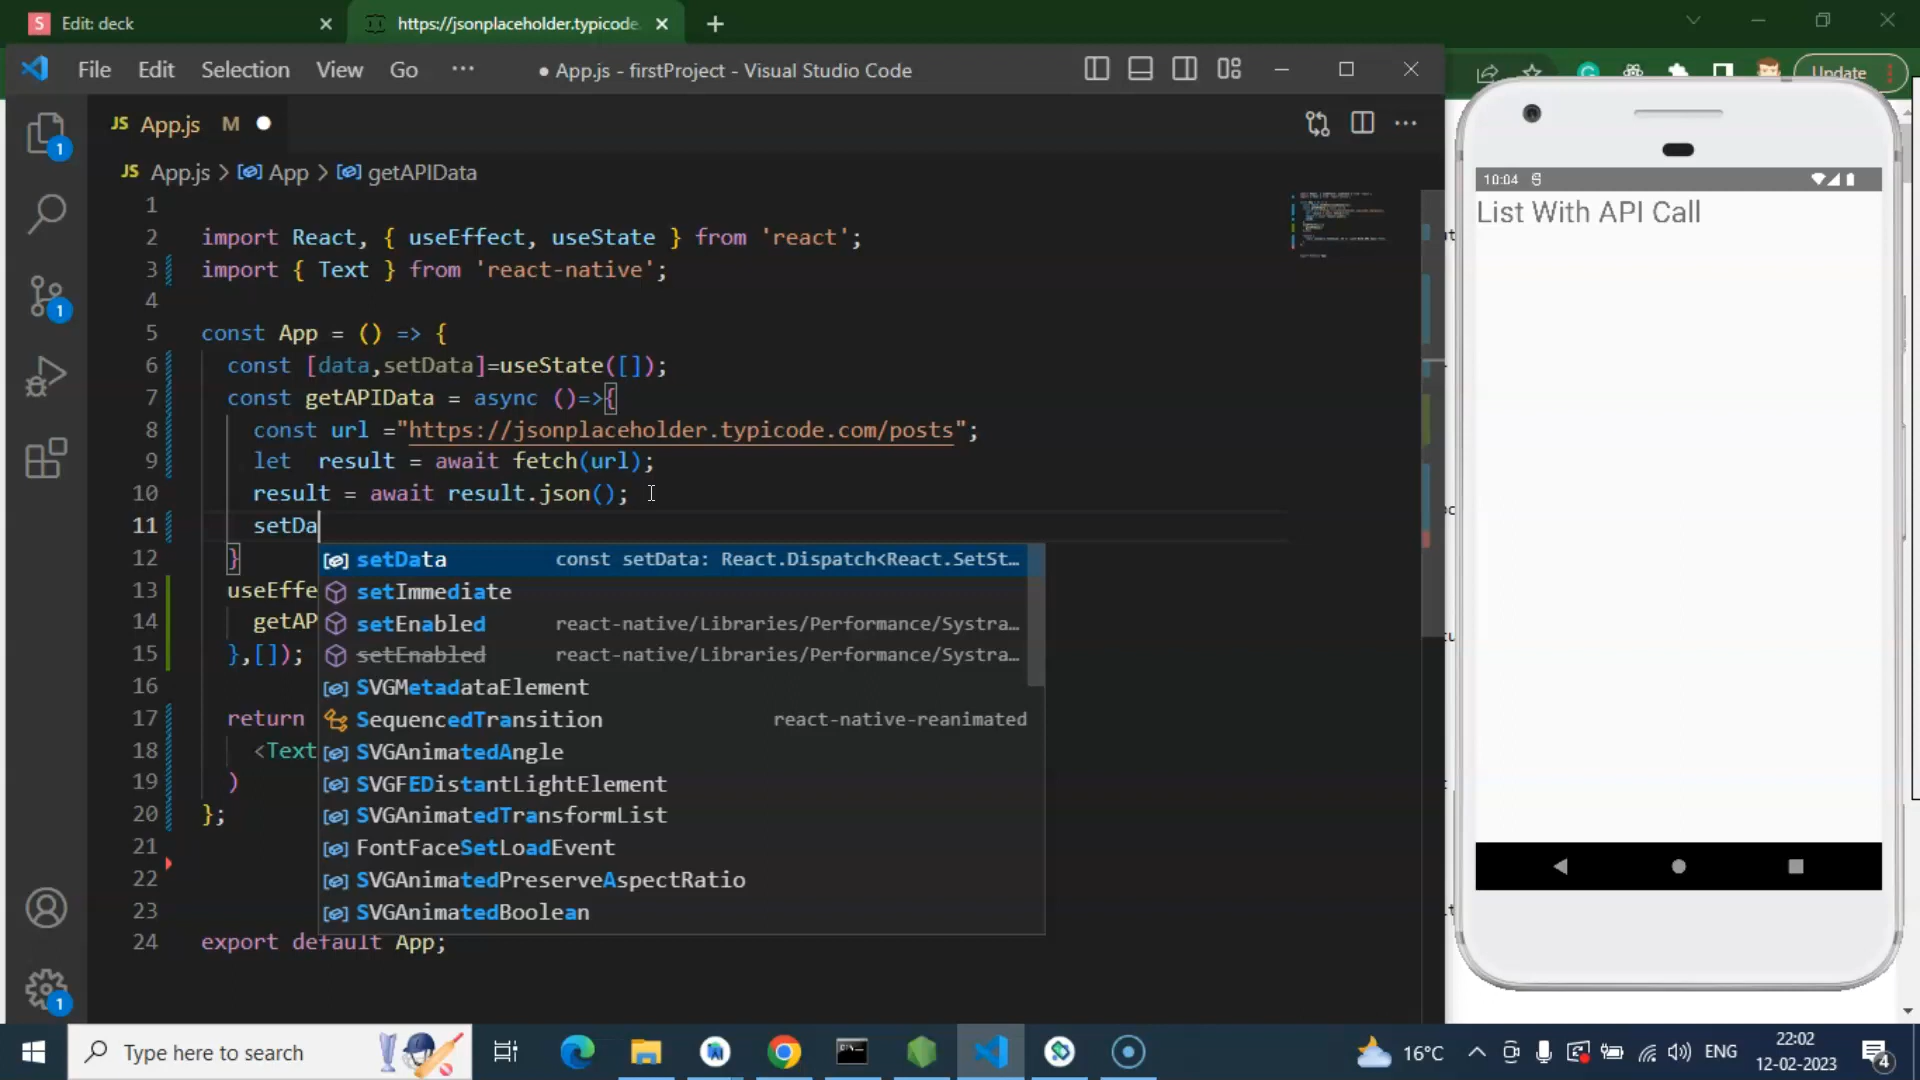 Edit: deck
https://jsonplaceholder.typicode.
File Edit Selection View Go ··· ● App.js - firstProject - Visual Studio Code
Update
JS App.js M
JS App.js > App > getAPIData
1
2 import React, { useEffect, useState } from 'react';
3 import { Text } from 'react-native';
4
5 const App = () => {
6 const [data,setData]=useState([]);
7 const getAPIData = async ()=>{
8 const url ="https://jsonplaceholder.typicode.com/posts";
9 let result = await fetch(url);
10 result = await result.json();
11 setDa
12 }
13 useEffe
14 getAP
15 },[]);
16
17 return
18 <Text
19 )
20 };
21
22
23
24 export default App;
setData const setData: React.Dispatch<React.SetSt…
setImmediate
setEnabled react-native/Libraries/Performance/Systra…
setEnabled react-native/Libraries/Performance/Systra…
SVGMetadataElement
SequencedTransition react-native-reanimated
SVGAnimatedAngle
SVGFEDistantLightElement
SVGAnimatedTransformList
FontFaceSetLoadEvent
SVGAnimatedPreserveAspectRatio
SVGAnimatedBoolean
1
1
1
10:04
List With API Call
Type here to search
16°C
ENG
22:02
12-02-2023
4